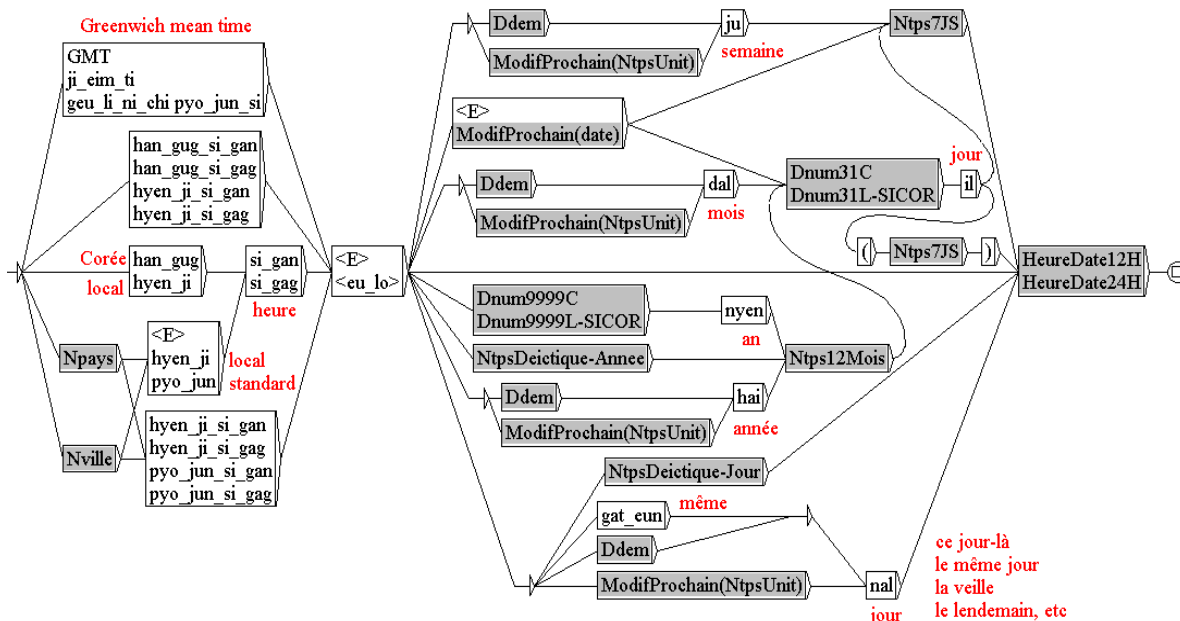 Greenwich mean time
GMT
ji_eim_ti
geu_li_ni_chi pyo_jun_si
han_gug_si_gan
han_gug_si_gag
hyen_ji_si_gan
hyen_ji_si_gag
Corée
local
han_gug
hyen_ji
si_gan
si_gag
heure
Npays
Nville
<E>
hyen_ji
pyo_jun
local
standard
hyen_ji_si_gan
hyen_ji_si_gag
pyo_jun_si_gan
pyo_jun_si_gag
<E>
<eu_lo>
Ddem
ModifProchain(NtpsUnit)
ju
semaine
Ntps7JS
<E>
ModifProchain(date)
Ddem
ModifProchain(NtpsUnit)
dal
mois
Dnum31C
Dnum31L-SICOR
jour
il
(
Ntps7JS
)
Dnum9999C
Dnum9999L-SICOR
nyen
an
NtpsDeictique-Annee
Ntps12Mois
Ddem
ModifProchain(NtpsUnit)
hai
année
NtpsDeictique-Jour
gat_eun
même
Ddem
ModifProchain(NtpsUnit)
nal
jour
ce jour-là
le même jour
la veille
le lendemain, etc
HeureDate12H
HeureDate24H